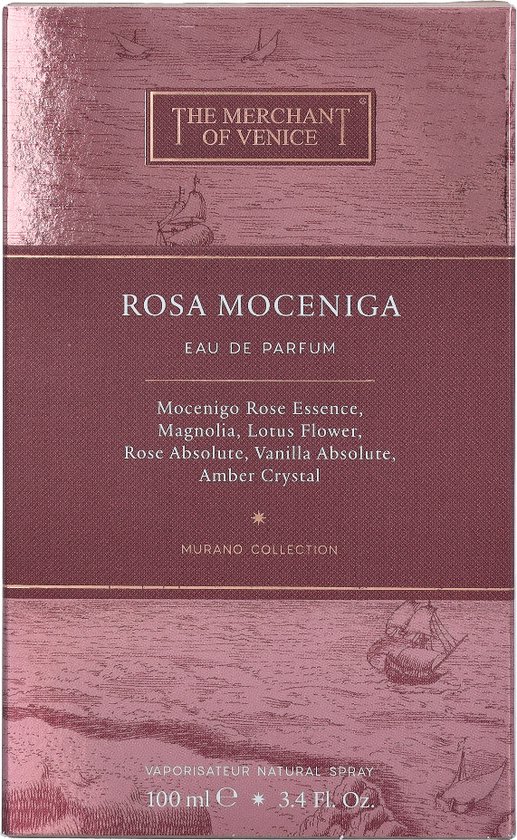 THE MERCHANT
OF VENICE
®
ROSA MOCENIGA
EAU DE PARFUM
Mocenigo Rose Essence,
Magnolia, Lotus Flower,
Rose Absolute, Vanilla Absolute,
Amber Crystal
MURANO COLLECTION
VAPORISATEUR NATURAL SPRAY
100 ml ℮ ✷ 3.4 Fl. Oz.